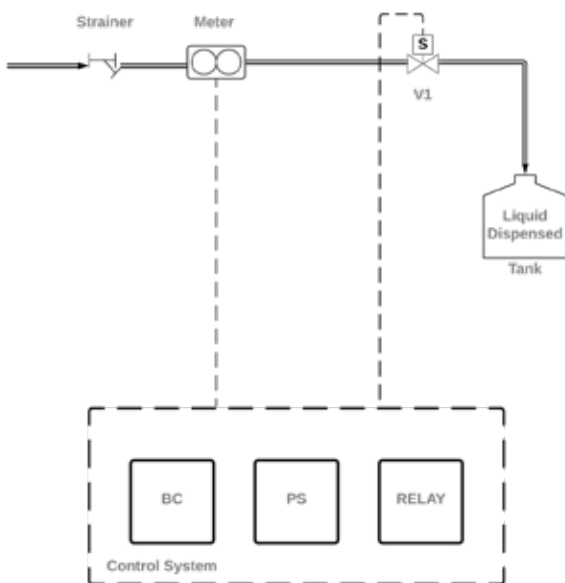 Strainer
Meter
S
V1
Liquid
Dispensed
Tank
BC
PS
RELAY
Control System